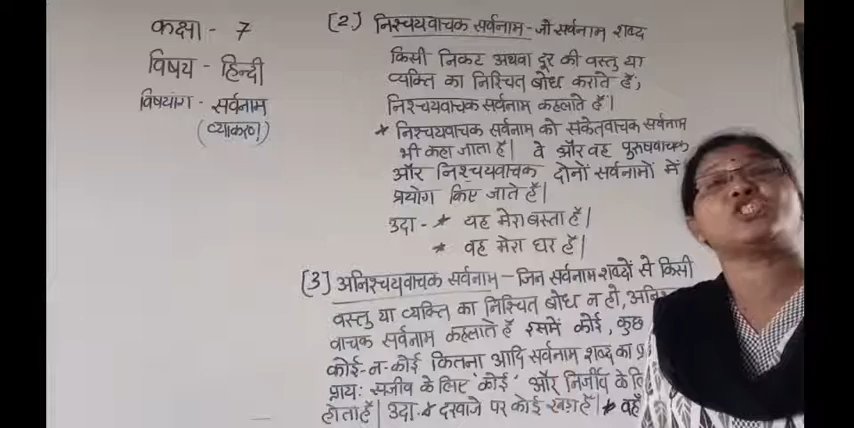 कक्षा - 7
विषय - हिन्दी
विषयांग - सर्वनाम
(व्याकरण)
[2.] निश्चयवाचक सर्वनाम - जो सर्वनाम शब्द
किसी निकट अथवा दूर की वस्तु या
व्यक्ति का निश्चित बोध कराते हैं,
निश्चयवाचक सर्वनाम कहलाते हैं।
* निश्चयवाचक सर्वनाम को संकेतवाचक सर्वनाम
भी कहा जाता है। वे और वह पुरुषवाचक
और निश्चयवाचक दोनों सर्वनामों में
प्रयोग किए जाते हैं।
उदा - * यह मेरा बस्ता है।
* वह मेरा घर है।
[3] अनिश्चयवाचक सर्वनाम - जिन सर्वनाम शब्दों से किसी
वस्तु या व्यक्ति का निश्चित बोध न हो,
वाचक सर्वनाम कहलाते हैं इसमें कोई, कुछ
कोई-न-कोई कितना आदि सर्वनाम शब्द का
प्रायः सजीव के लिए 'कोई' और निर्जीव के
होता है। उदा * दरवाजे पर कोई खड़ा है। *